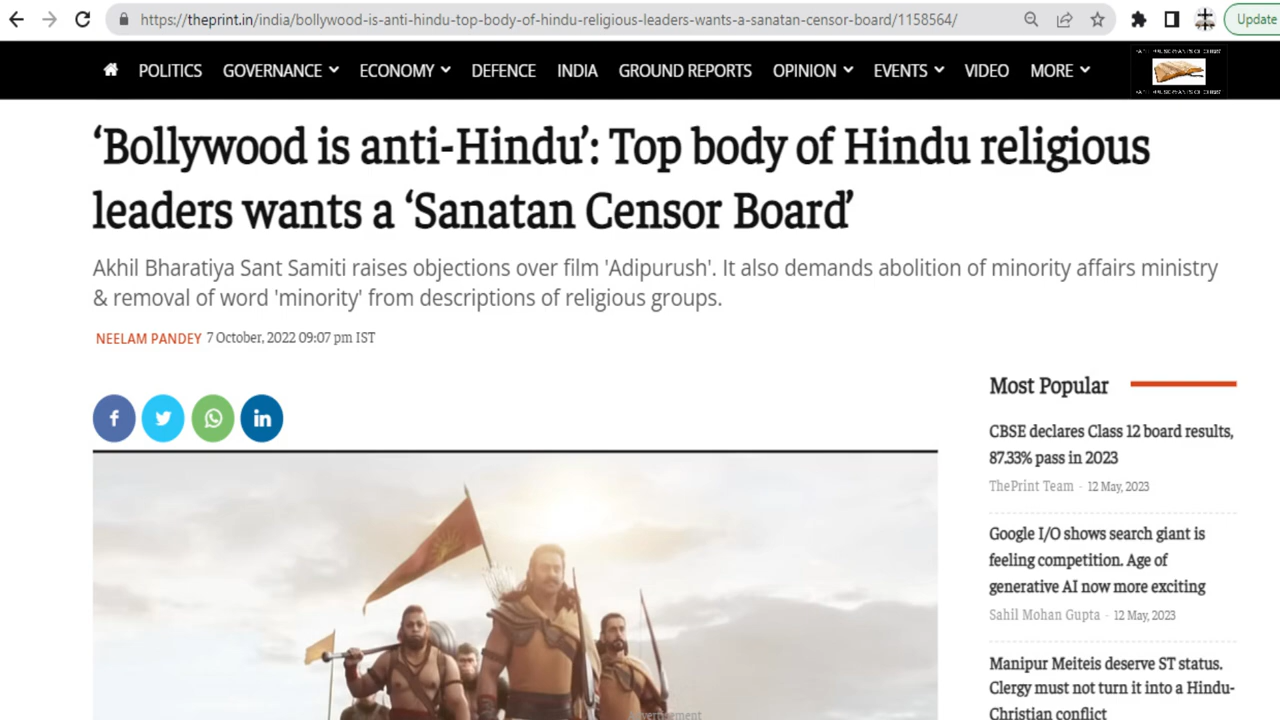 https://theprint.in/india/bollywood-is-anti-hindu-top-body-of-hindu-religious-leaders-wants-a-sanatan-censor-board/1158564/
Update
POLITICS GOVERNANCE ECONOMY DEFENCE INDIA GROUND REPORTS OPINION EVENTS VIDEO MORE
‘Bollywood is anti-Hindu’: Top body of Hindu religious
leaders wants a ‘Sanatan Censor Board’
Akhil Bharatiya Sant Samiti raises objections over film 'Adipurush'. It also demands abolition of minority affairs ministry
& removal of word 'minority' from descriptions of religious groups.
NEELAM PANDEY 7 October, 2022 09:07 pm IST
Most Popular
CBSE declares Class 12 board results,
87.33% pass in 2023
ThePrint Team - 12 May, 2023
Google I/O shows search giant is
feeling competition. Age of
generative AI now more exciting
Sahil Mohan Gupta - 12 May, 2023
Manipur Meiteis deserve ST status.
Clergy must not turn it into a Hindu-
Christian conflict
Advertisement